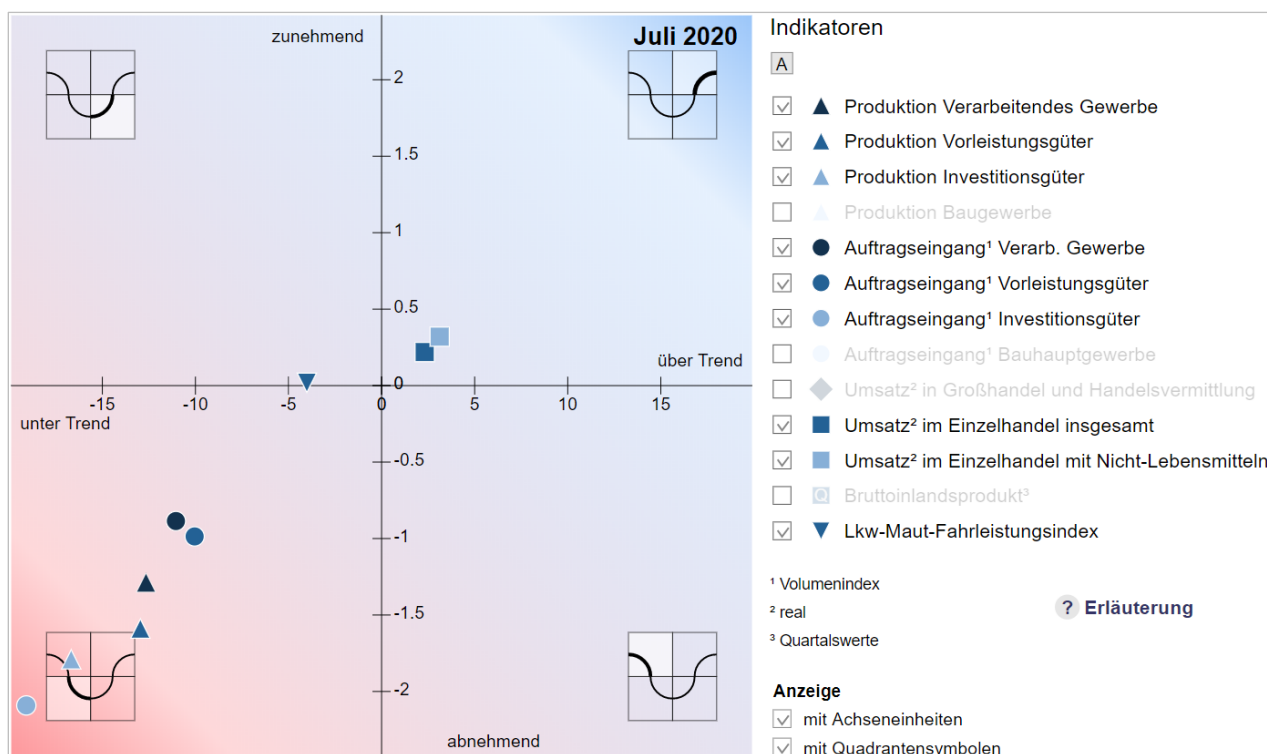 zunehmend
Juli 2020
2
1.5
1
0.5
über Trend
0
-15
-10
-5
0
5
10
15
unter Trend
-0.5
-1
-1.5
-2
abnehmend
Indikatoren
A
Produktion Verarbeitendes Gewerbe
Produktion Vorleistungsgüter
Produktion Investitionsgüter
Produktion Baugewerbe
Auftragseingang¹ Verarb. Gewerbe
Auftragseingang¹ Vorleistungsgüter
Auftragseingang¹ Investitionsgüter
Auftragseingang¹ Bauhauptgewerbe
Umsatz² in Großhandel und Handelsvermittlung
Umsatz² im Einzelhandel insgesamt
Umsatz² im Einzelhandel mit Nicht-Lebensmitteln
Q Bruttoinlandsprodukt³
Lkw-Maut-Fahrleistungsindex
¹ Volumenindex
² real
³ Quartalswerte
? Erläuterung
Anzeige
mit Achseneinheiten
mit Quadrantensymbolen